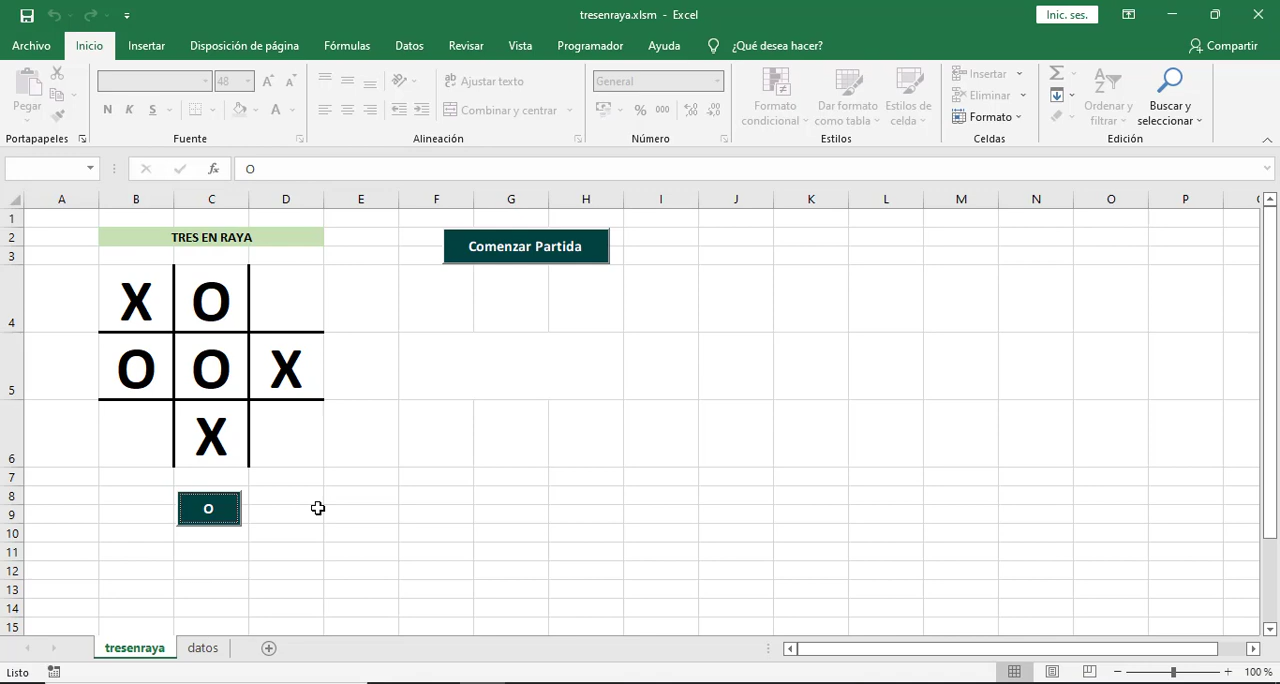 tresenraya.xlsm - Excel
Inic. ses.
Archivo Inicio Insertar Disposición de página Fórmulas Datos Revisar Vista Programador Ayuda ¿Qué desea hacer? Compartir
Pegar
N K S A
48 A A
Ajustar texto
Combinar y centrar
General
% 000
Formato condicional
Dar formato como tabla
Estilos de celda
Insertar
Eliminar
Formato
Ordenar y filtrar
Buscar y seleccionar
Portapapeles Fuente Alineación Número Estilos Celdas Edición
fx O
A B C D E F G H I J K L M N O P
1
2 TRES EN RAYA
Comenzar Partida
3
4 X O
5 O O X
6 X
7
8
O
9
10
11
12
13
14
15
tresenraya datos
Listo 100 %